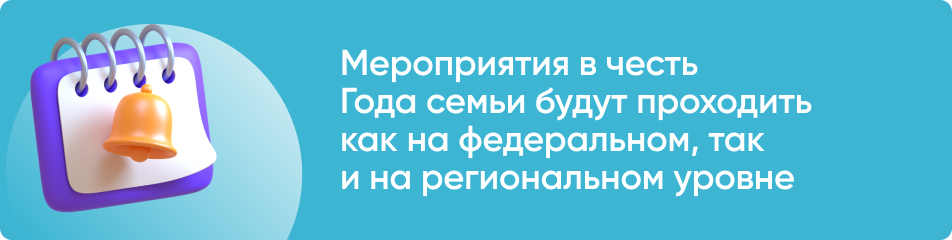 Мероприятия в честь
Года семьи будут проходить
как на федеральном, так
и на региональном уровне